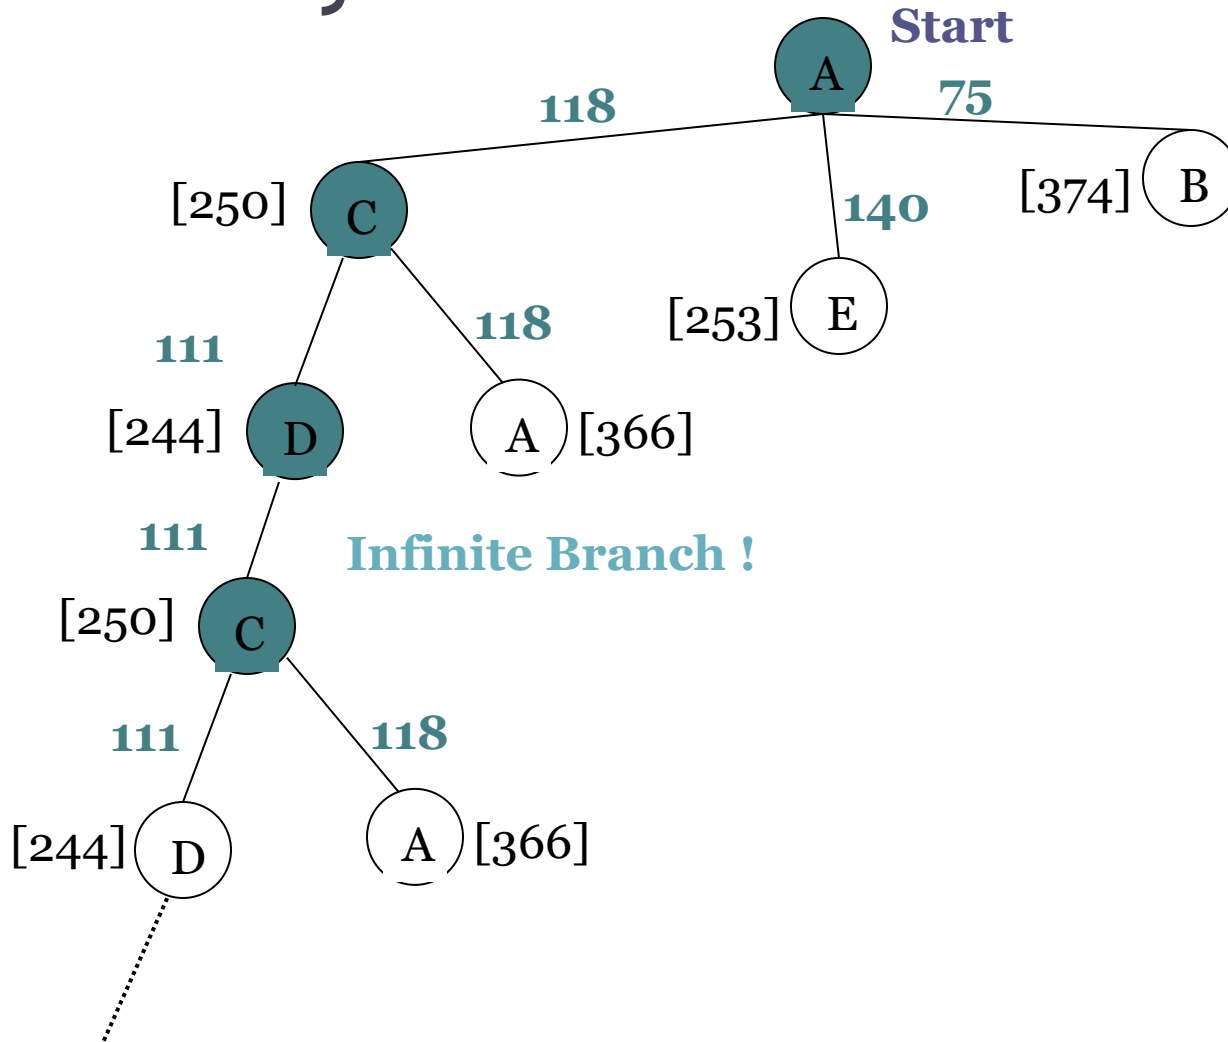 Start
A
75
118
[250]
C
140
[374]
B
[253]
E
111
118
[244]
D
A
[366]
111
Infinite Branch !
[250]
C
111
118
[244]
D
A
[366]